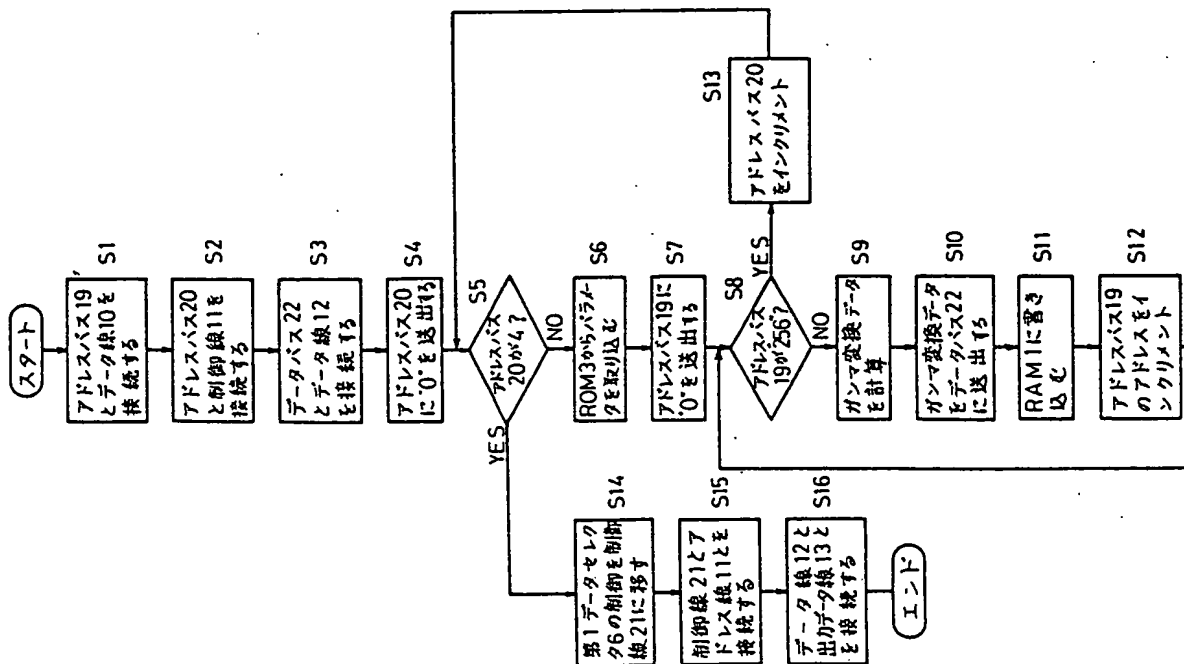 スタート
アドレスバス19
とデータ線10を
接続する
S1
アドレスバス20
と制御線11を
接続する
S2
データバス22
とデータ線12
を接続する
S3
アドレスバス20
に"0"を送出する
S4
アドレスバス
20が4?
S5
YES
NO
ROM3からパラメー
タを取り込む
S6
アドレスバス19に
"0"を送出する
S7
アドレスバス
19が256?
S8
YES
NO
ガンマ変換データ
を計算
S9
ガンマ変換データ
をデータバス22
に送出する
S10
RAM1に書き
込む
S11
アドレスバス19
のアドレスをイ
ンクリメント
S12
アドレスバス20
をインクリメント
S13
第1データセレク
タ6の制御を制御
線21に移す
S14
制御線21とア
ドレス線11とを
接続する
S15
データ線12と
出力データ線13と
を接続する
S16
エンド